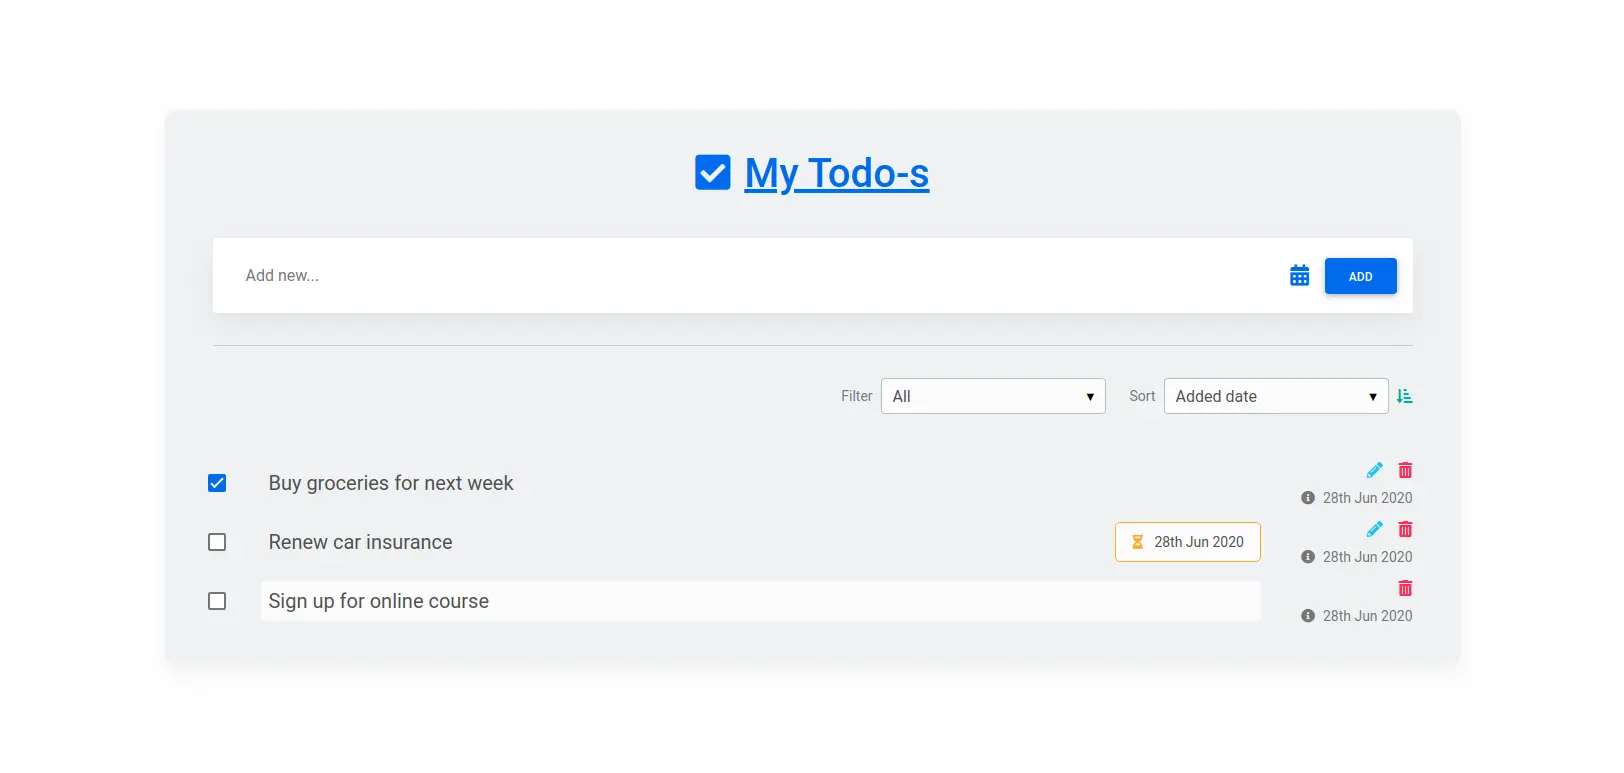 My Todo-s
Add new...
ADD
Filter All Sort Added date
Buy groceries for next week
28th Jun 2020
Renew car insurance 28th Jun 2020
28th Jun 2020
Sign up for online course
28th Jun 2020